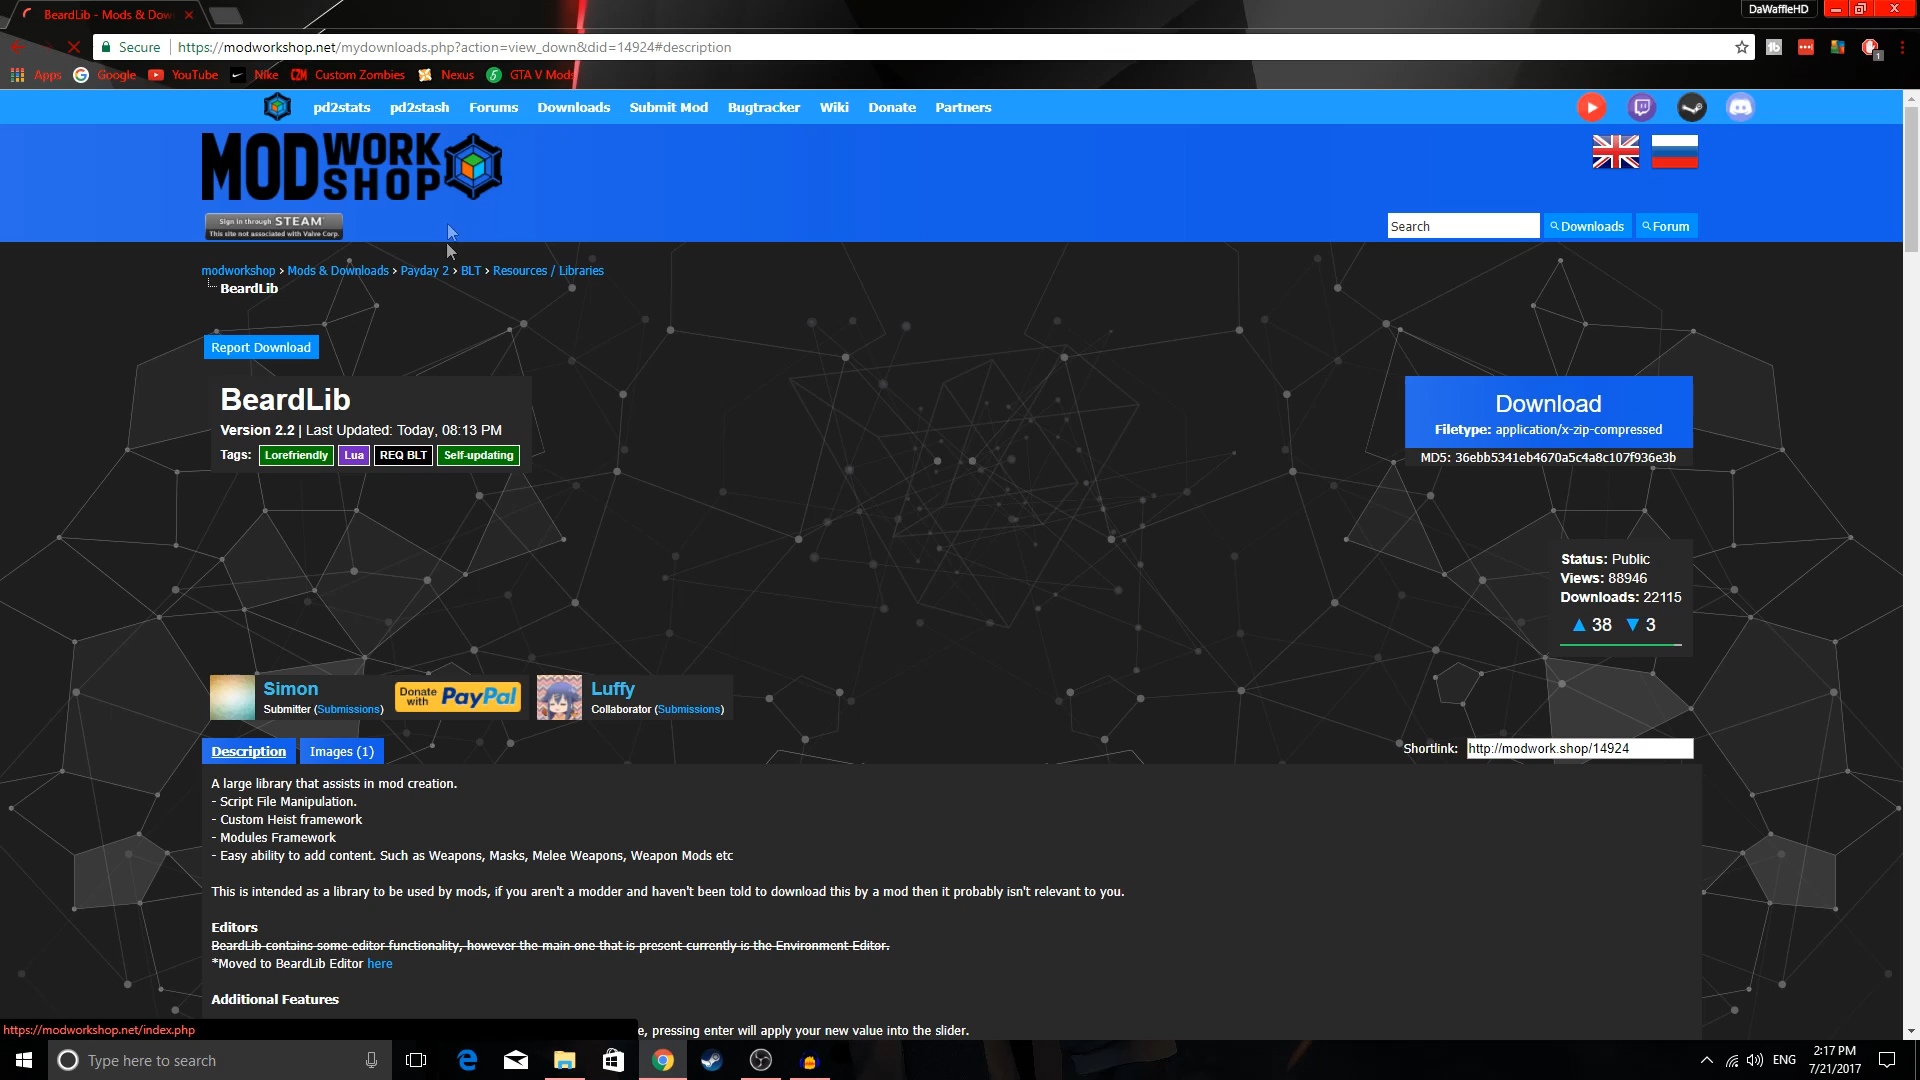 BeardLib - Mods & Dow
DaWaffleHD
Secure
https://modworkshop.net/mydownloads.php?action=view_down&did=14924#description
Apps
Google
YouTube
Nike
Custom Zombies
Nexus
GTA V Mods
pd2stats
pd2stash
Forums
Downloads
Submit Mod
Bugtracker
Wiki
Donate
Partners
MOD WORK SHOP
Sign in through STEAM
This site not associated with Valve Corp.
Search
Downloads
Forum
modworkshop › Mods & Downloads › Payday 2 › BLT › Resources / Libraries
BeardLib
Report Download
BeardLib
Version 2.2 | Last Updated: Today, 08:13 PM
Tags: Lorefriendly Lua REQ BLT Self-updating
Download
Filetype: application/x-zip-compressed
MD5: 36ebb5341eb4670a5c4a8c107f936e3b
Status: Public
Views: 88946
Downloads: 22115
38 3
Simon
Submitter (Submissions)
Donate with PayPal
Luffy
Collaborator (Submissions)
Description
Images (1)
Shortlink: http://modwork.shop/14924
A large library that assists in mod creation.
- Script File Manipulation.
- Custom Heist framework
- Modules Framework
- Easy ability to add content. Such as Weapons, Masks, Melee Weapons, Weapon Mods etc
This is intended as a library to be used by mods, if you aren't a modder and haven't been told to download this by a mod then it probably isn't relevant to you.
Editors
BeardLib contains some editor functionality, however the main one that is present currently is the Environment Editor.
*Moved to BeardLib Editor here
Additional Features
e, pressing enter will apply your new value into the slider.
https://modworkshop.net/index.php
Type here to search
ENG
2:17 PM
7/21/2017